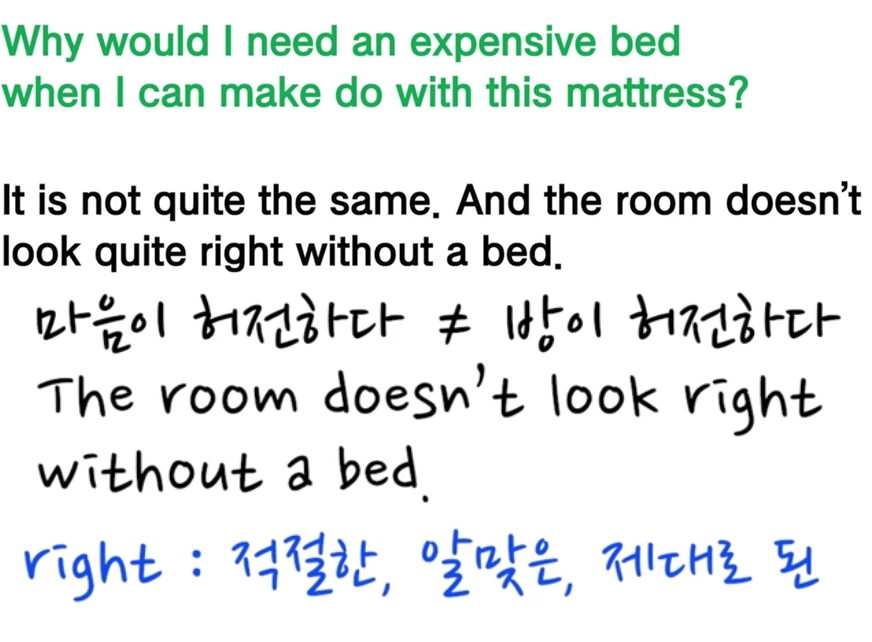 Why would I need an expensive bed
when I can make do with this mattress?
It is not quite the same. And the room doesn't
look quite right without a bed.
마음이 허전하다 ≠ 방이 허전하다
The room doesn't look right
without a bed.
right : 적절한, 알맞은, 제대로 된